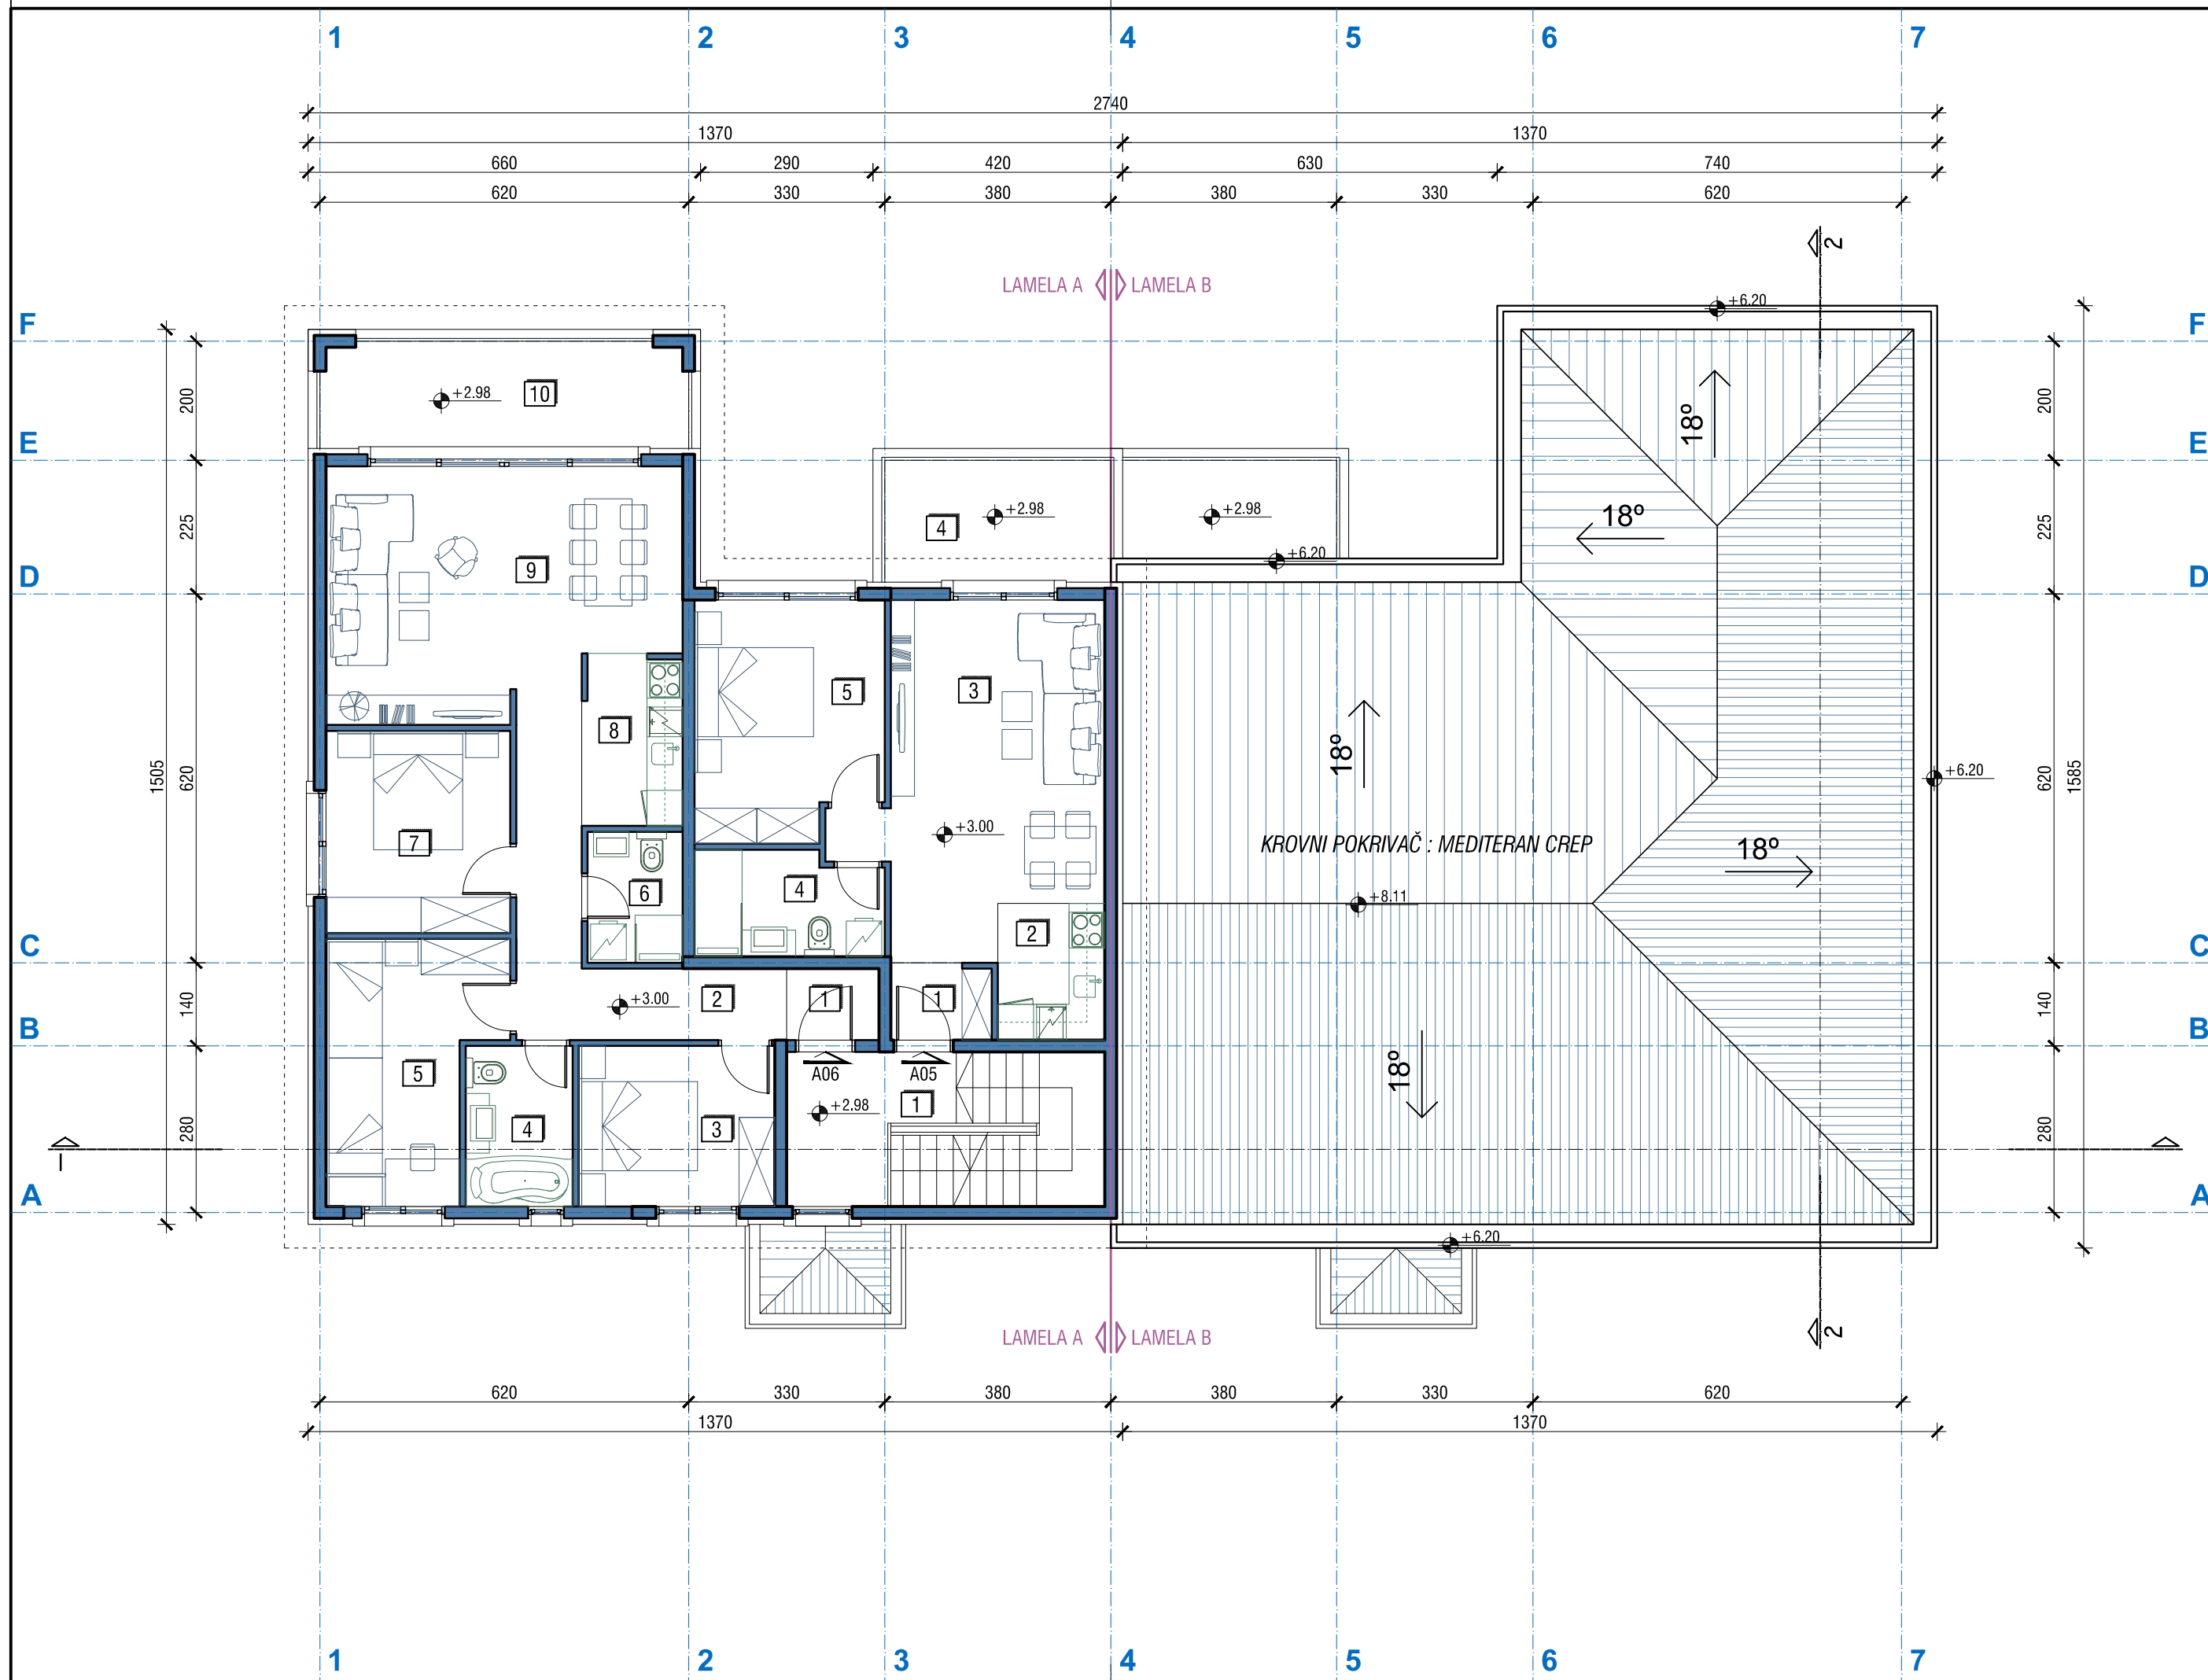 1 2 3 4 5 6 7
2740
1370 1370
660 290 420 630 740
620 330 380 380 330 620
2
LAMELA A LAMELA B
+6.20
F F
200 +2.98 10 18° 200
E E
225 4 +2.98 +2.98 18° 225
+6.20
9
D D
5 3
8 18°
1505 620 +6.20 620 1585
7 +3.00 KROVNI POKRIVAČ : MEDITERAN CREP 18°
6 4
+8.11
2
C C
140 +3.00 2 1 1 140
B B
5 A06 A05 18°
+2.98 1
280 4 3 280
I
A A
+6.20
LAMELA A LAMELA B
2
620 330 380 380 330 620
1370 1370
1 2 3 4 5 6 7